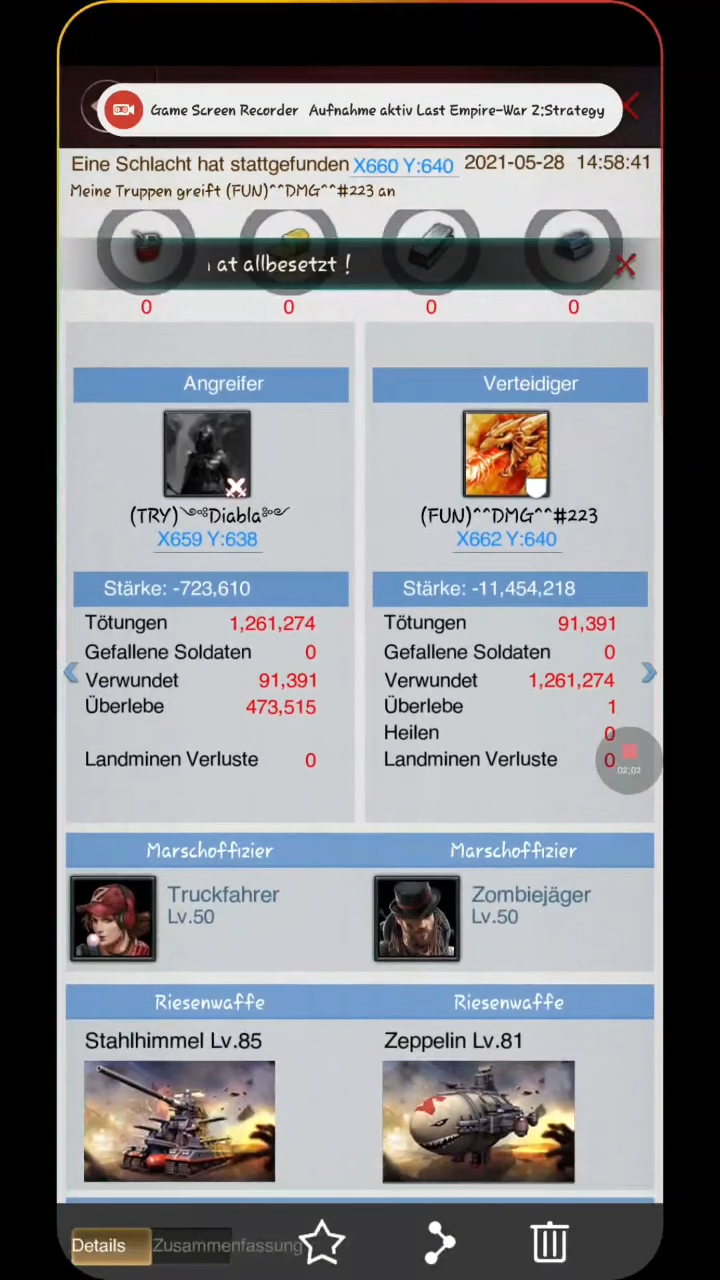 Game Screen Recorder Aufnahme aktiv Last Empire-War Z:Strategy
Eine Schlacht hat stattgefunden X660 Y:640 2021-05-28 14:58:41
Meine Truppen greift (FUN)^^DMG^^#223 an
at allbesetzt !
0 0 0 0
Angreifer Verteidiger
(TRY)༺Diabla༻ (FUN)^^DMG^^#223
X659 Y:638 X662 Y:640
Stärke: -723,610 Stärke: -11,454,218
Tötungen 1,261,274 Tötungen 91,391
Gefallene Soldaten 0 Gefallene Soldaten 0
Verwundet 91,391 Verwundet 1,261,274
Überlebe 473,515 Überlebe 1
Heilen 0
Landminen Verluste 0 Landminen Verluste 0
02:02
Marschoffizier Marschoffizier
Truckfahrer Zombiejäger
Lv.50 Lv.50
Riesenwaffe Riesenwaffe
Stahlhimmel Lv.85 Zeppelin Lv.81
Details Zusammenfassung